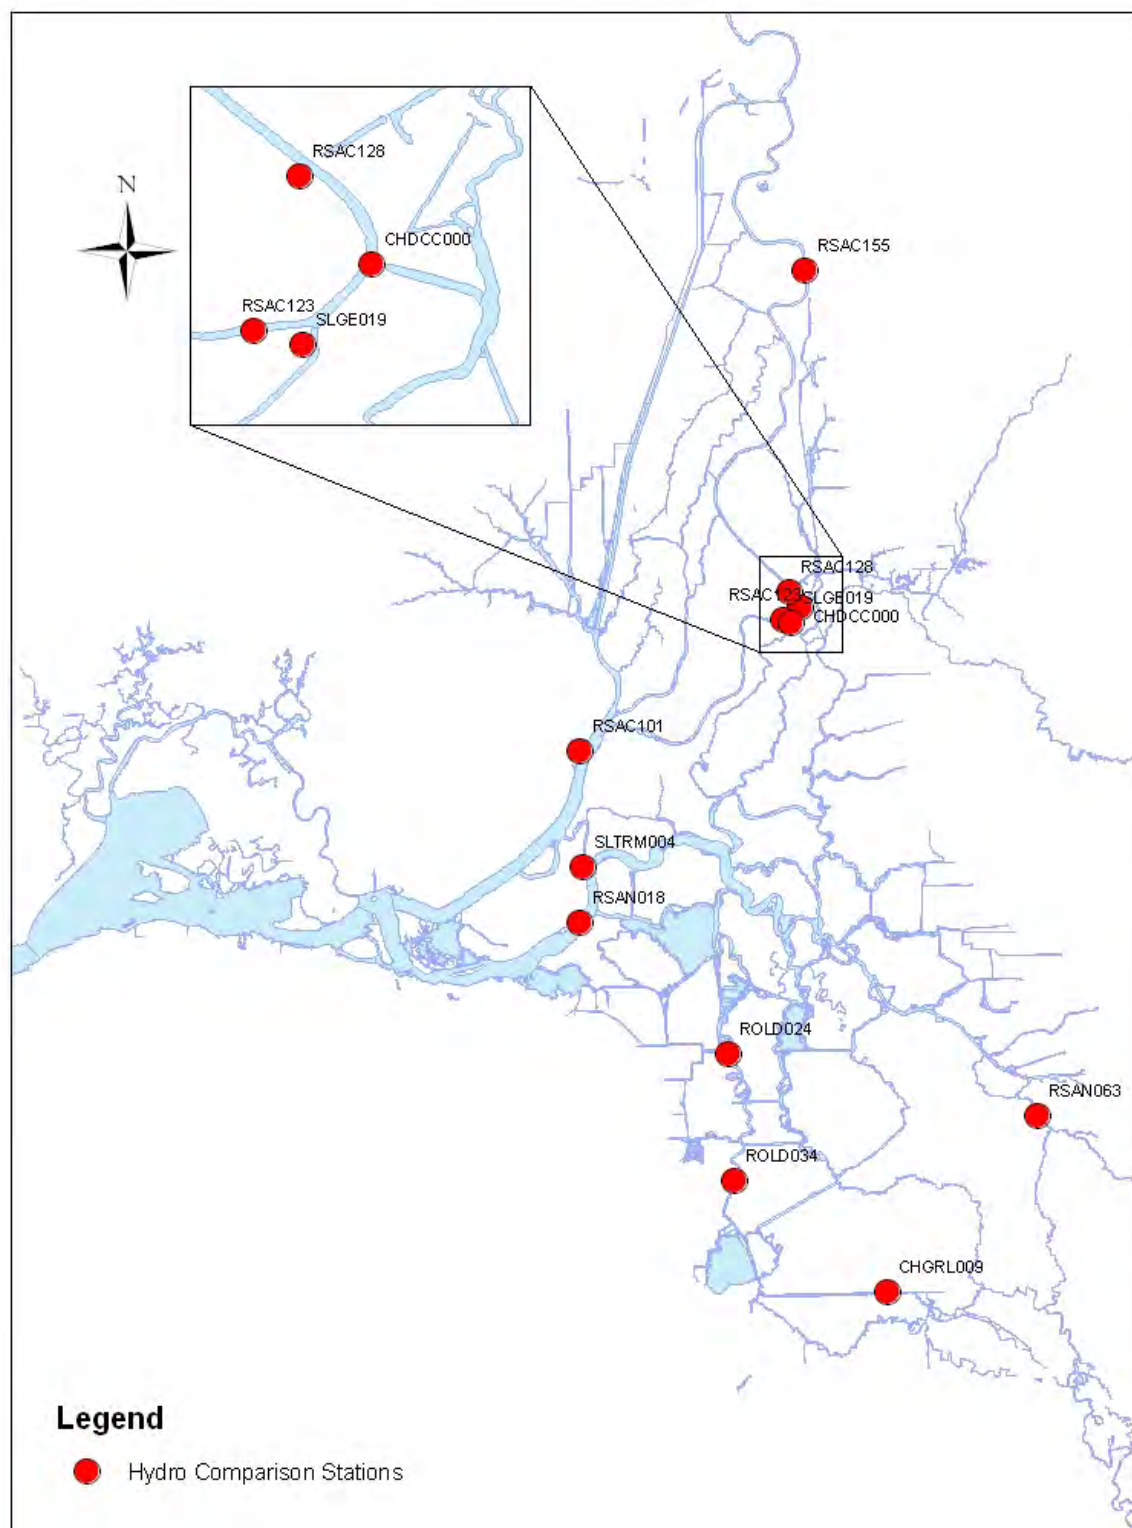 RSAC128
N
CHDCC000
RSAC155
RSAC123
SLGE019
RSAC128
RSAC123
SLGE019
CHDCC000
RSAC101
SLTRM004
RSAN018
ROLD024
RSAN063
ROLD034
CHGRL009
Legend
Hydro Comparison Stations